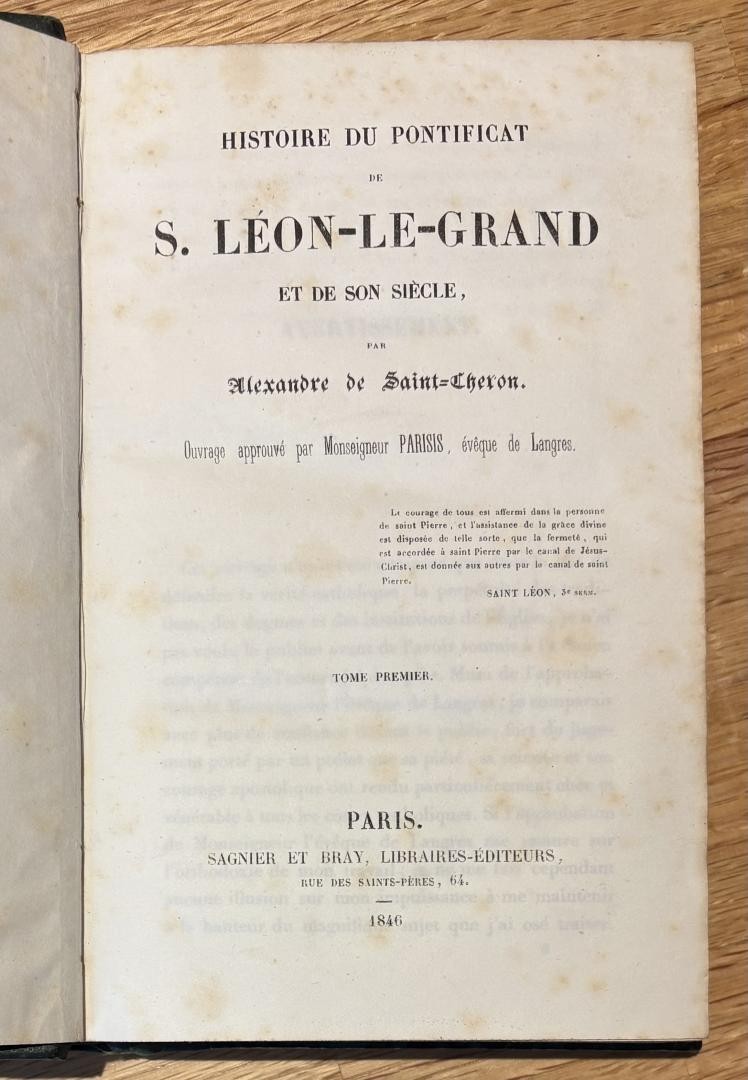 HISTOIRE DU PONTIFICAT
DE
S. LÉON-LE-GRAND
ET DE SON SIÈCLE,
PAR
Alexandre de Saint-Cheron.
Ouvrage approuvé par Monseigneur PARISIS, évêque de Langres.
Le courage de tous est affermi dans la personne
de saint Pierre, et l'assistance de la grâce divine
est disposée de telle sorte, que la fermeté, qui
est accordée à saint Pierre par le canal de Jésus-
Christ, est donnée aux autres par le canal de saint
Pierre.
SAINT LÉON, 3e SERM.
TOME PREMIER.
PARIS.
SAGNIER ET BRAY, LIBRAIRES-ÉDITEURS,
RUE DES SAINTS-PÈRES, 64.
1846